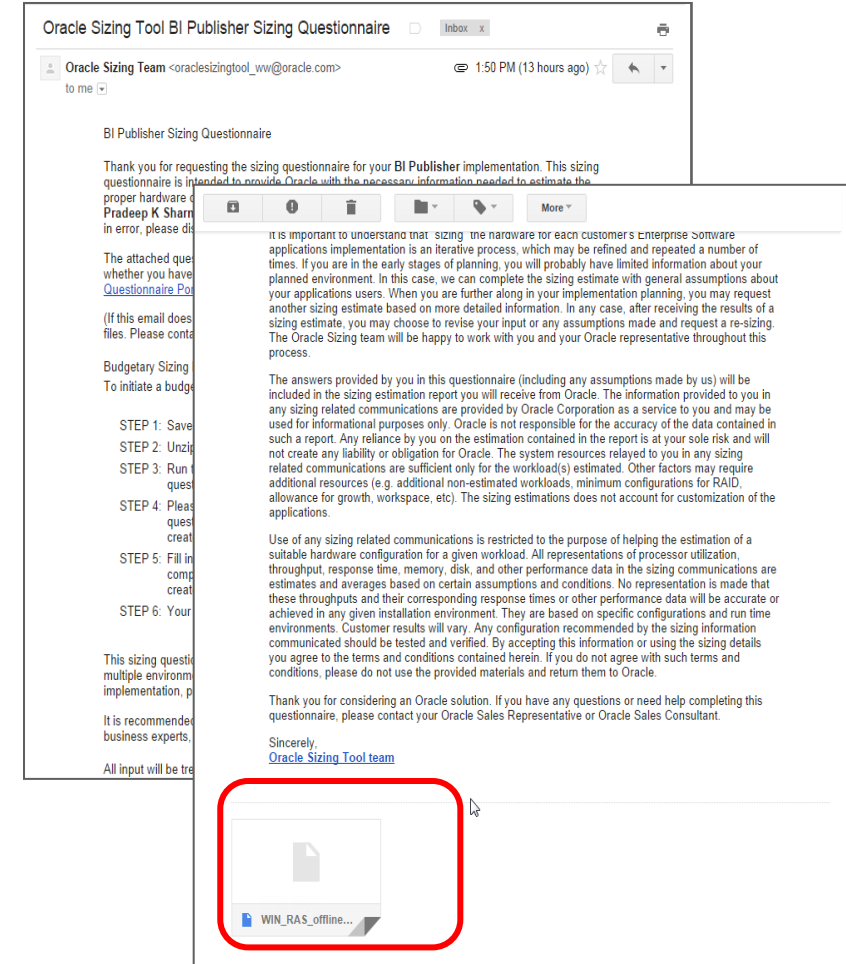 Oracle Sizing Tool BI Publisher Sizing Questionnaire
Inbox x
Oracle Sizing Team <oraclesizingtool_ww@oracle.com>
1:50 PM (13 hours ago)
to me
BI Publisher Sizing Questionnaire
Thank you for requesting the sizing questionnaire for your BI Publisher implementation. This sizing
questionnaire is intended to provide Oracle with the necessary information needed to estimate the
proper hardware
Pradeep K Sharn
in error, please dis
The attached ques
whether you have
Questionnaire Por
(If this email does
files. Please conta
Budgetary Sizing
To initiate a budge
STEP 1: Save
STEP 2: Unzip
STEP 3: Run t
quest
STEP 4: Pleas
quest
creat
STEP 5: Fill in
comp
creat
STEP 6: Your
This sizing questio
multiple environm
implementation, p
It is recommended
business experts,
All input will be tre
More
It is important to understand that "sizing" the hardware for each customer's Enterprise Software
applications implementation is an iterative process, which may be refined and repeated a number of
times. If you are in the early stages of planning, you will probably have limited information about your
planned environment. In this case, we can complete the sizing estimate with general assumptions about
your applications users. When you are further along in your implementation planning, you may request
another sizing estimate based on more detailed information. In any case, after receiving the results of a
sizing estimate, you may choose to revise your input or any assumptions made and request a re-sizing.
The Oracle Sizing team will be happy to work with you and your Oracle representative throughout this
process.
The answers provided by you in this questionnaire (including any assumptions made by us) will be
included in the sizing estimation report you will receive from Oracle. The information provided to you in
any sizing related communications are provided by Oracle Corporation as a service to you and may be
used for informational purposes only. Oracle is not responsible for the accuracy of the data contained in
such a report. Any reliance by you on the estimation contained in the report is at your sole risk and will
not create any liability or obligation for Oracle. The system resources relayed to you in any sizing
related communications are sufficient only for the workload(s) estimated. Other factors may require
additional resources (e.g. additional non-estimated workloads, minimum configurations for RAID,
allowance for growth, workspace, etc). The sizing estimations does not account for customization of the
applications.
Use of any sizing related communications is restricted to the purpose of helping the estimation of a
suitable hardware configuration for a given workload. All representations of processor utilization,
throughput, response time, memory, disk, and other performance data in the sizing communications are
estimates and averages based on certain assumptions and conditions. No representation is made that
these throughputs and their corresponding response times or other performance data will be accurate or
achieved in any given installation environment. They are based on specific configurations and run time
environments. Customer results will vary. Any configuration recommended by the sizing information
communicated should be tested and verified. By accepting this information or using the sizing details
you agree to the terms and conditions contained herein. If you do not agree with such terms and
conditions, please do not use the provided materials and return them to Oracle.
Thank you for considering an Oracle solution. If you have any questions or need help completing this
questionnaire, please contact your Oracle Sales Representative or Oracle Sales Consultant.
Sincerely,
Oracle Sizing Tool team
WIN_RAS_offline...